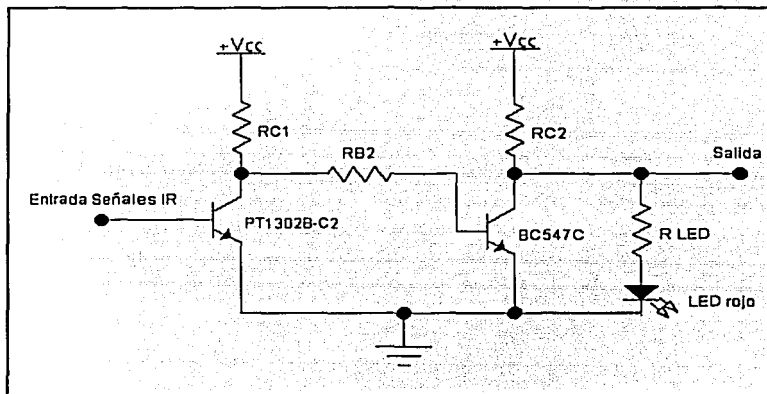 +Vcc
+Vcc
RC1
RC2
RB2
Salida
Entrada Señales IR
PT1302B-C2
BC547C
R LED
LED rojo